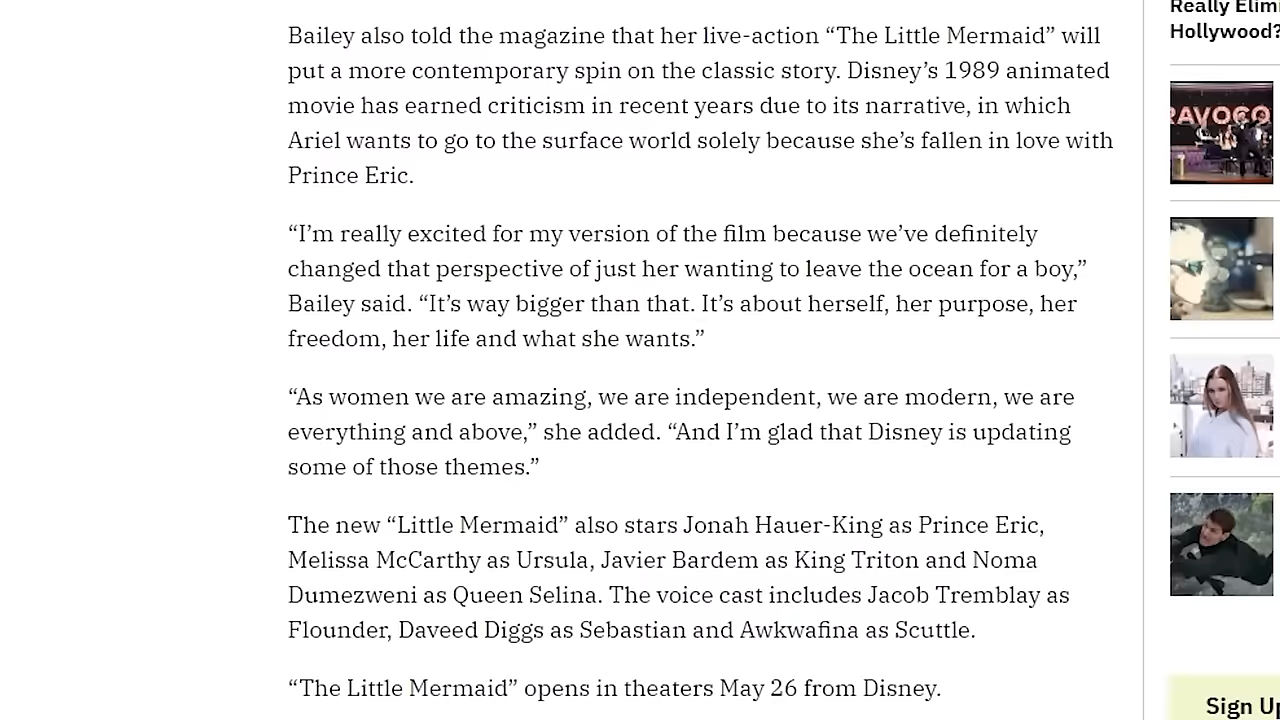 Bailey also told the magazine that her live-action “The Little Mermaid” will
put a more contemporary spin on the classic story. Disney’s 1989 animated
movie has earned criticism in recent years due to its narrative, in which
Ariel wants to go to the surface world solely because she’s fallen in love with
Prince Eric.
“I’m really excited for my version of the film because we’ve definitely
changed that perspective of just her wanting to leave the ocean for a boy,”
Bailey said. “It’s way bigger than that. It’s about herself, her purpose, her
freedom, her life and what she wants.”
“As women we are amazing, we are independent, we are modern, we are
everything and above,” she added. “And I’m glad that Disney is updating
some of those themes.”
The new “Little Mermaid” also stars Jonah Hauer-King as Prince Eric,
Melissa McCarthy as Ursula, Javier Bardem as King Triton and Noma
Dumezweni as Queen Selina. The voice cast includes Jacob Tremblay as
Flounder, Daveed Diggs as Sebastian and Awkwafina as Scuttle.
“The Little Mermaid” opens in theaters May 26 from Disney.
Really
Hollywood?
RAVOCO
Sign